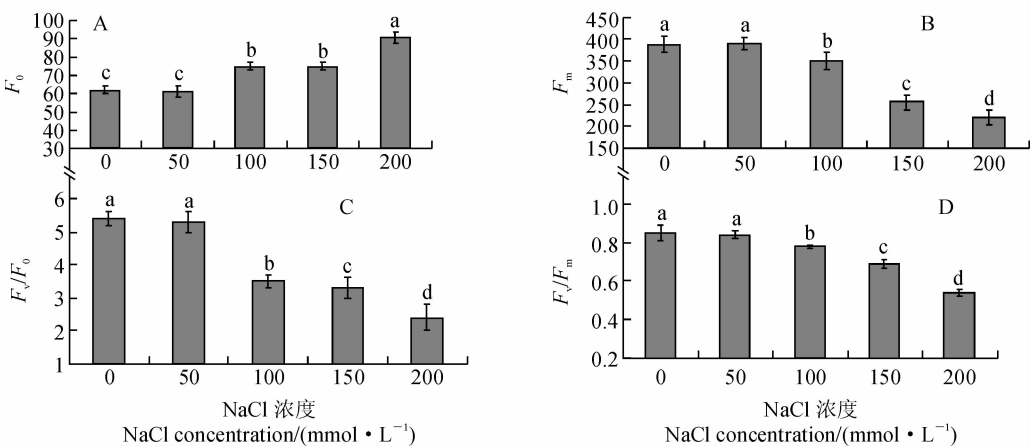 A
F₀
100
90
80
70
60
50
40
30
c
c
b
b
a
0 50 100 150 200
B
Fₘ
450
400
350
300
250
200
150
a
a
b
c
d
0 50 100 150 200
C
Fᵥ/F₀
6
5
4
3
2
1
a
a
b
c
d
0 50 100 150 200
NaCl 浓度
NaCl concentration/(mmol·L⁻¹)
D
Fᵥ/Fₘ
1.0
0.8
0.6
0.4
0.2
a
a
b
c
d
0 50 100 150 200
NaCl 浓度
NaCl concentration/(mmol·L⁻¹)